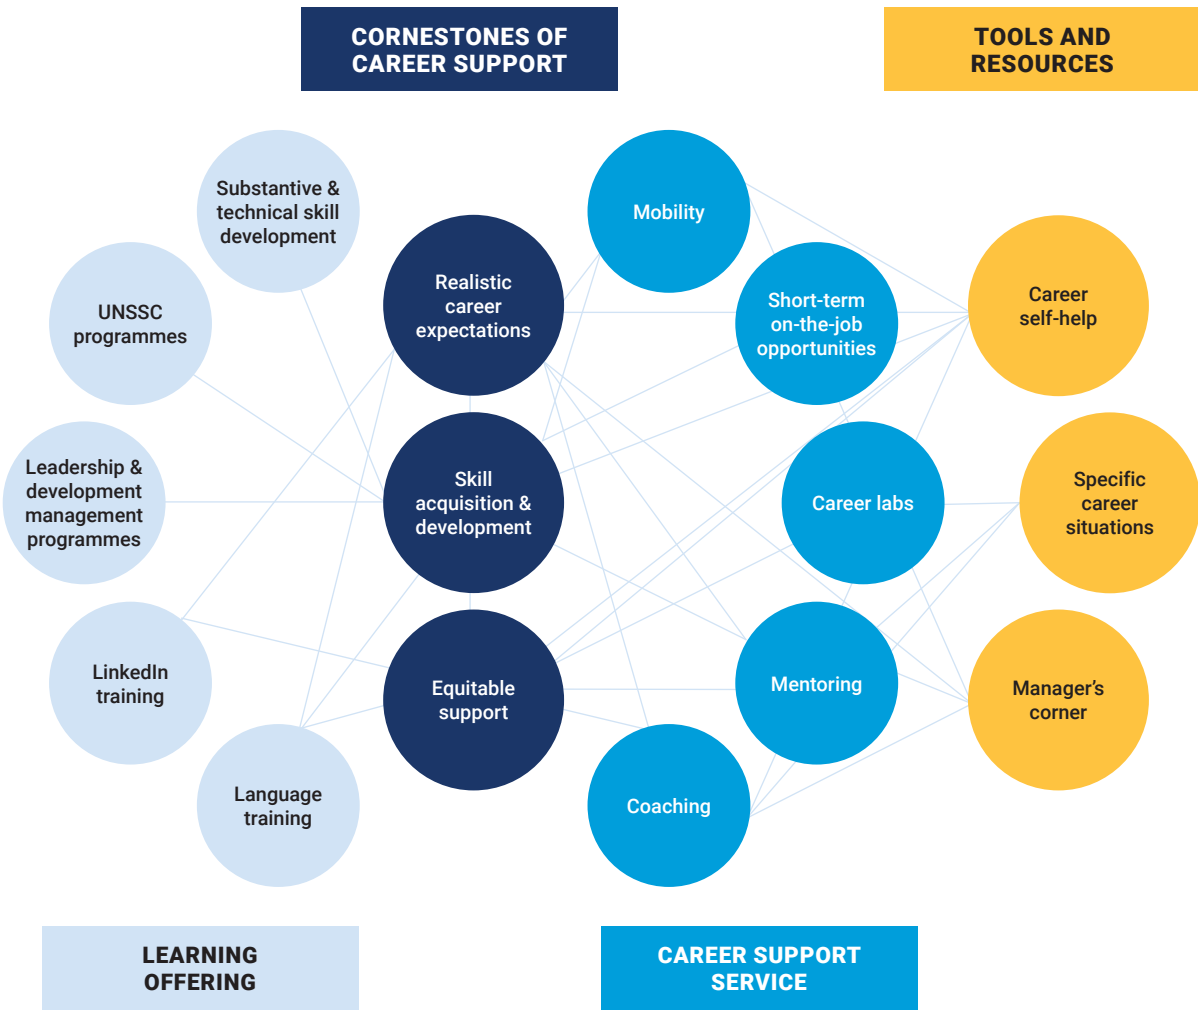 CORNESTONES OF
CAREER SUPPORT
TOOLS AND
RESOURCES
Substantive &
technical skill
development
UNSSC
programmes
Leadership &
development
management
programmes
LinkedIn
training
Language
training
Realistic
career
expectations
Skill
acquisition &
development
Equitable
support
Mobility
Short-term
on-the-job
opportunities
Career labs
Mentoring
Coaching
Career
self-help
Specific
career
situations
Manager’s
corner
LEARNING
OFFERING
CAREER SUPPORT
SERVICE